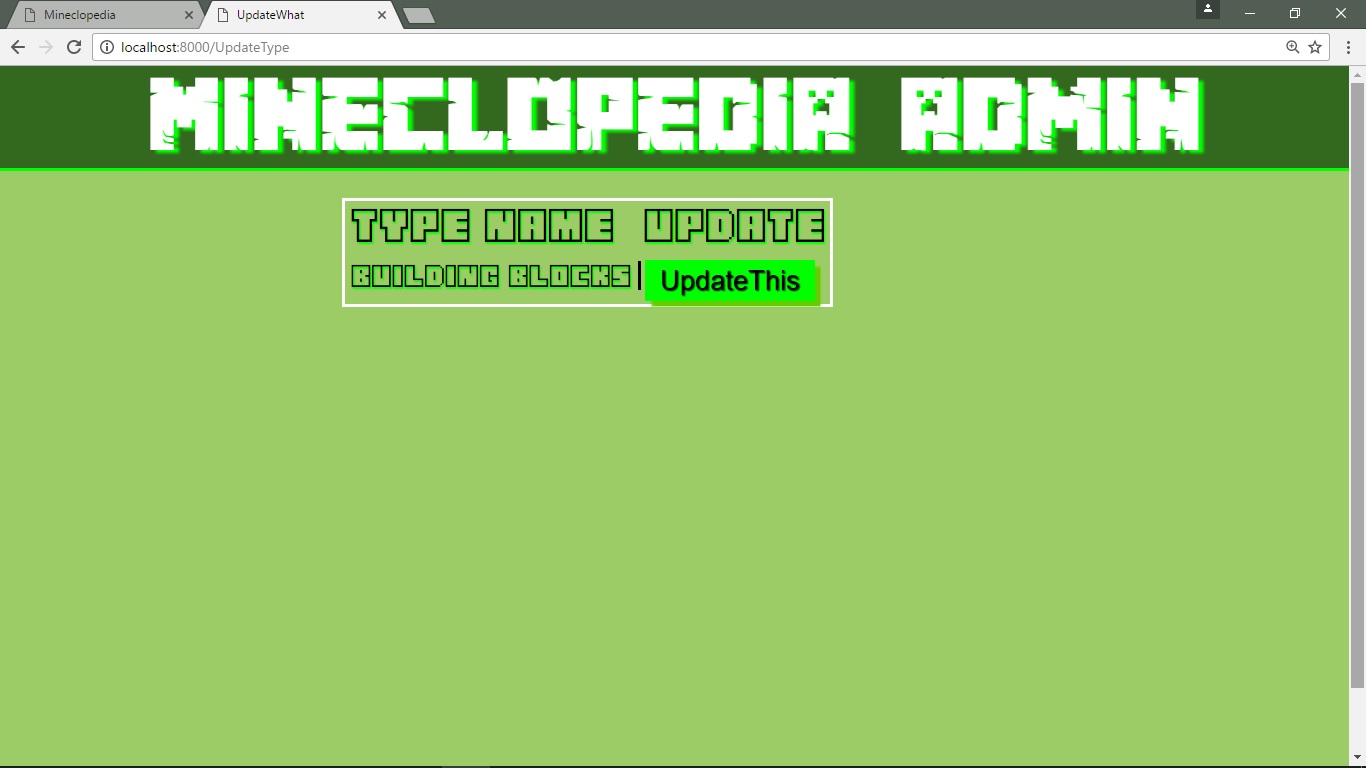 Mineclopedia
UpdateWhat
localhost:8000/UpdateType
MINECLOPEDIA ADMIN
TYPE NAME UPDATE
BUILDING BLOCKS UpdateThis